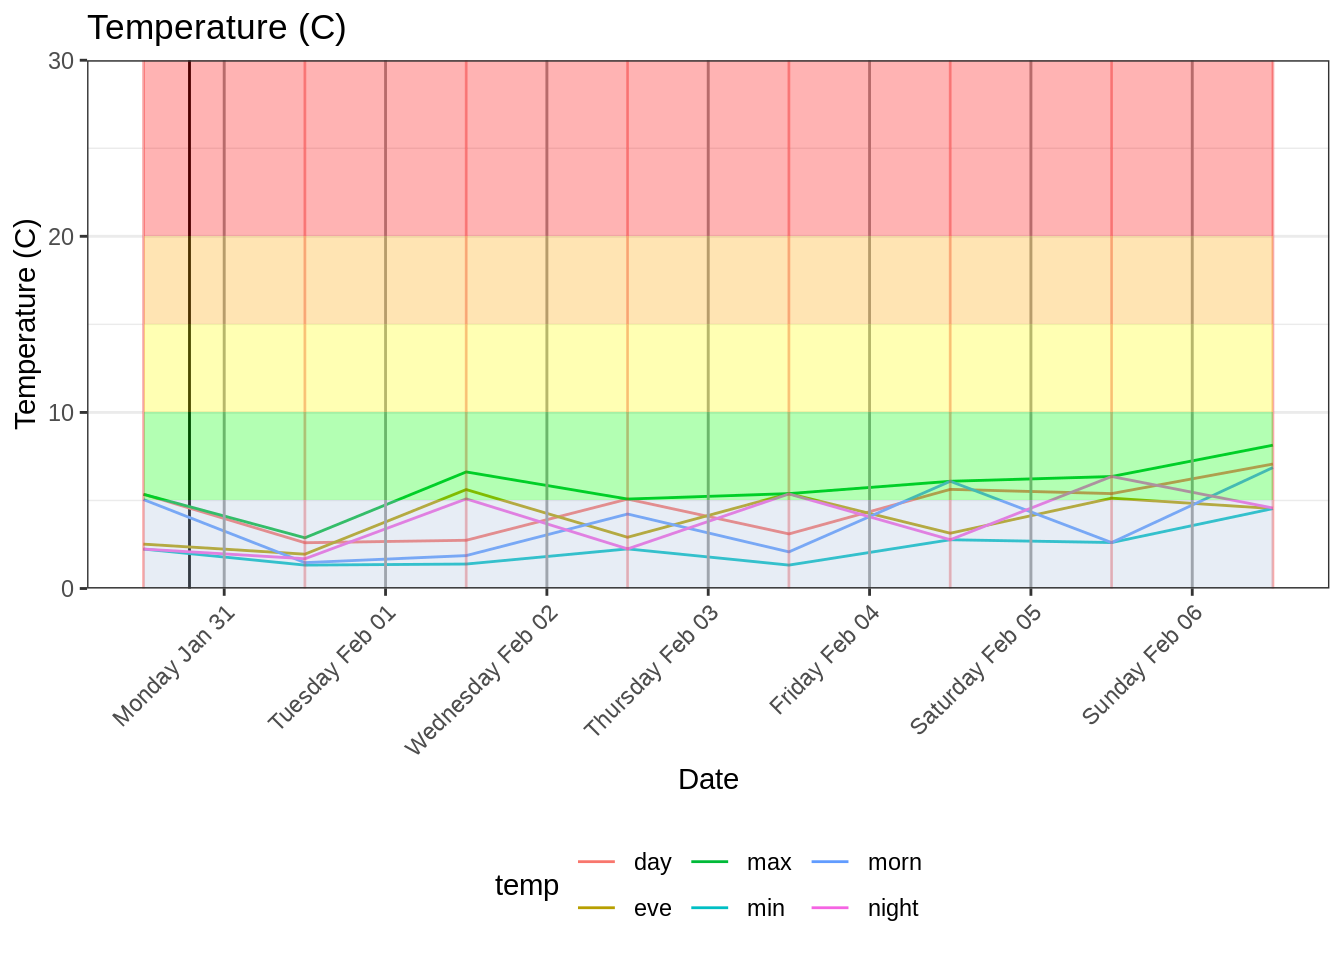 Temperature (C)
Temperature (C)
30
20
10
0
Monday Jan 31
Tuesday Feb 01
Wednesday Feb 02
Thursday Feb 03
Friday Feb 04
Saturday Feb 05
Sunday Feb 06
Date
temp
day
max
morn
eve
min
night